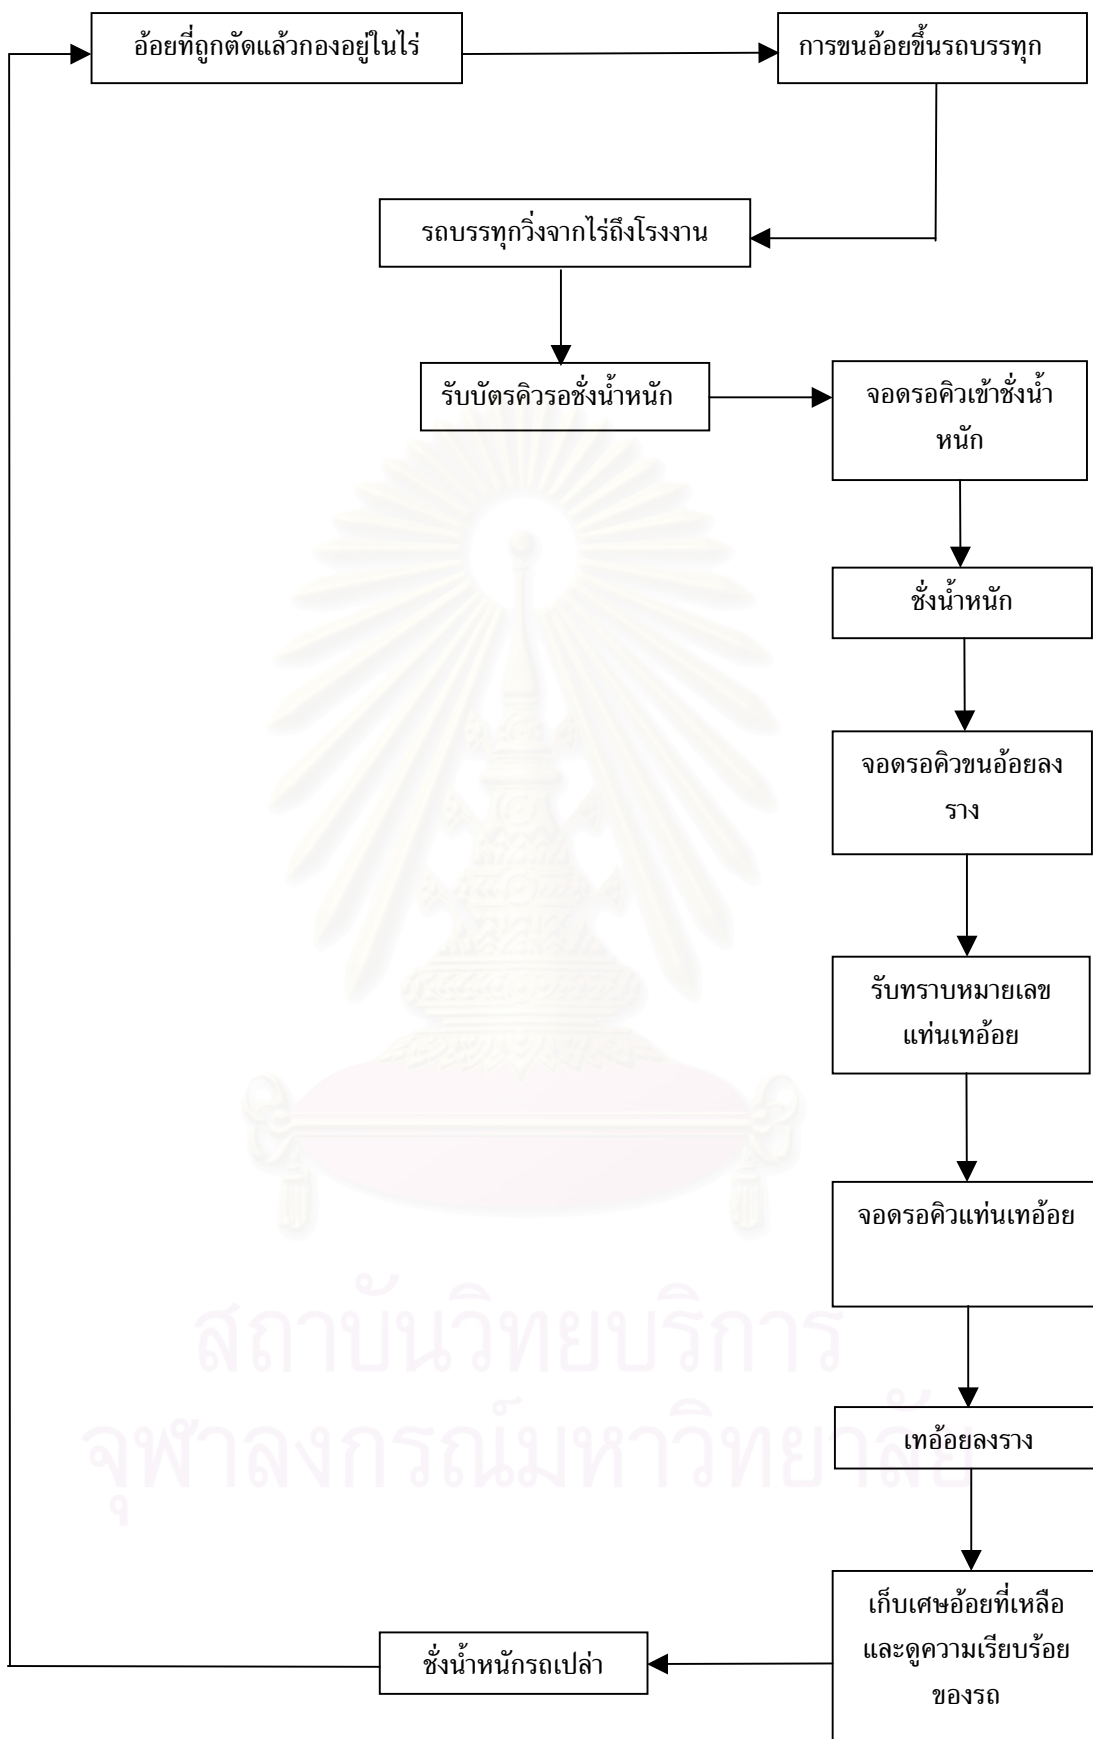 อ้อยที่ถูกตัดแล้วกองอยู่ในไร่
การขนอ้อยขึ้นรถบรรทุก
รถบรรทุกวิ่งจากไร่ถึงโรงงาน
รับบัตรคิวรอชั่งน้ำหนัก
จอดรอคิวเข้าชั่งน้ำ
หนัก
ชั่งน้ำหนัก
จอดรอคิวขนอ้อยลง
ราง
รับทราบหมายเลข
แท่นเทอ้อย
จอดรอคิวแท่นเทอ้อย
สถาบันวิทยบริการ
จุฬาลงกรณ์มหาวิทยาลัย
เทอ้อยลงราง
เก็บเศษอ้อยที่เหลือ
และดูความเรียบร้อย
ของรถ
ชั่งน้ำหนักรถเปล่า